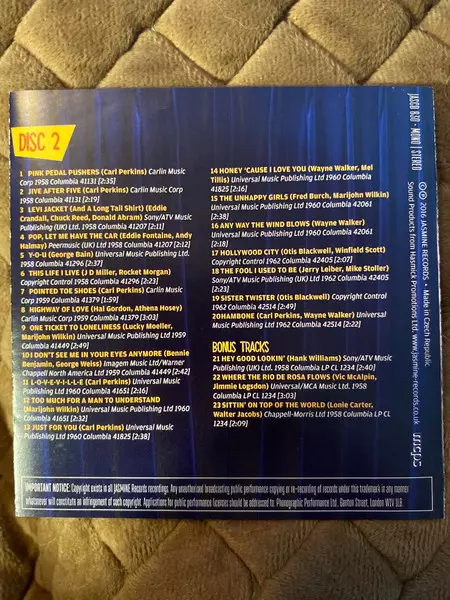 DISC 2
1 PINK PEDAL PUSHERS (Carl Perkins) Carlin Music
Corp 1958 Columbia 41131 [2:35]
2 JIVE AFTER FIVE (Carl Perkins) Carlin Music Corp
1958 Columbia 41131 [2:19]
3 LEVI JACKET (And A Long Tail Shirt) (Eddie
Crandall, Chuck Reed, Donald Abram) Sony/ATV Music
Publishing (UK) Ltd. 1958 Columbia 41207 [2:11]
4 POP, LET ME HAVE THE CAR (Eddie Fontaine, Andy
Halmay) Peermusic (UK) Ltd 1958 Columbia 41207 [2:12]
5 Y-O-U (George Bain) Universal Music Publishing Ltd.
1958 Columbia 41296 [2:37]
6 THIS LIFE I LIVE (J D Miller, Rocket Morgan)
Copyright Control 1958 Columbia 41296 [2:23]
7 POINTED TOE SHOES (Carl Perkins) Carlin Music
Corp 1959 Columbia 41379 [1:59]
8 HIGHWAY OF LOVE (Hal Gordon, Athena Hosey)
Carlin Music Corp 1959 Columbia 41379 [3:03]
9 ONE TICKET TO LONELINESS (Lucky Moeller,
Marijohn Wilkin) Universal Music Publishing Ltd 1959
Columbia 41449 [2:49]
10 I DON'T SEE ME IN YOUR EYES ANYMORE (Bennie
Benjamin, George Weiss) Imagem Music Ltd/Warner
Chappell North America Ltd 1959 Columbia 41449 [2:42]
11 L-O-V-E-V-I-L-L-E (Carl Perkins) Universal Music
Publishing Ltd 1960 Columbia 41651 [2:16]
12 TOO MUCH FOR A MAN TO UNDERSTAND
(Marijohn Wilkin) Universal Music Publishing Ltd 1960
Columbia 41651 [2:32]
13 JUST FOR YOU (Carl Perkins) Universal Music
Publishing Ltd 1960 Columbia 41825 [2:38]
14 HONEY 'CAUSE I LOVE YOU (Wayne Walker, Mel
Tillis) Universal Music Publishing Ltd 1960 Columbia
41825 [2:16]
15 THE UNHAPPY GIRLS (Fred Burch, Marijohn Wilkin)
Universal Music Publishing Ltd 1960 Columbia 42061
[2:38]
16 ANY WAY THE WIND BLOWS (Wayne Walker)
Universal Music Publishing Ltd 1960 Columbia 42061
[2:18]
17 HOLLYWOOD CITY (Otis Blackwell, Winfield Scott)
Copyright Control 1962 Columbia 42405 [2:07]
18 THE FOOL I USED TO BE (Jerry Leiber, Mike Stoller)
Sony/ATV Music Publishing (UK) Ltd 1962 Columbia 42405
[2:23]
19 SISTER TWISTER (Otis Blackwell) Copyright Control
1962 Columbia 42514 [2:49]
20HAMBONE (Carl Perkins, Wayne Walker) Universal
Music Publishing Ltd 1962 Columbia 42514 [2:22]
BONUS TRACKS
21 HEY GOOD LOOKIN' (Hank Williams) Sony/ATV Music
Publishing (UK) Ltd. 1958 Columbia LP CL 1234 [2:40]
22 WHERE THE RIO DE ROSA FLOWS (Vic McAlpin,
Jimmie Logsdon) Universal/MCA Music Ltd. 1958
Columbia LP CL 1234 [3:03]
23 SITTIN' ON TOP OF THE WORLD (Lonie Carter,
Walter Jacobs) Chappell-Morris Ltd 1958 Columbia LP CL
1234 [2:09]
JASCD 830 • MONO | STEREO
℗© 2016 JASMINE RECORDS • Made in Czech Republic
Sound Products from Hasmick Promotions Ltd. www.jasmine-records.co.uk
mcps
IMPORTANT NOTICE: Copyright exists in all JASMINE Records recordings. Any unauthorized broadcasting public performance copying or re-recording of records under this trademark in any manner
whatsoever will constitute an infringement of such copyright. Applications for public performance licences should be addressed to: Phonographic Performance Ltd. Ganton Street, London W1V 1LB.